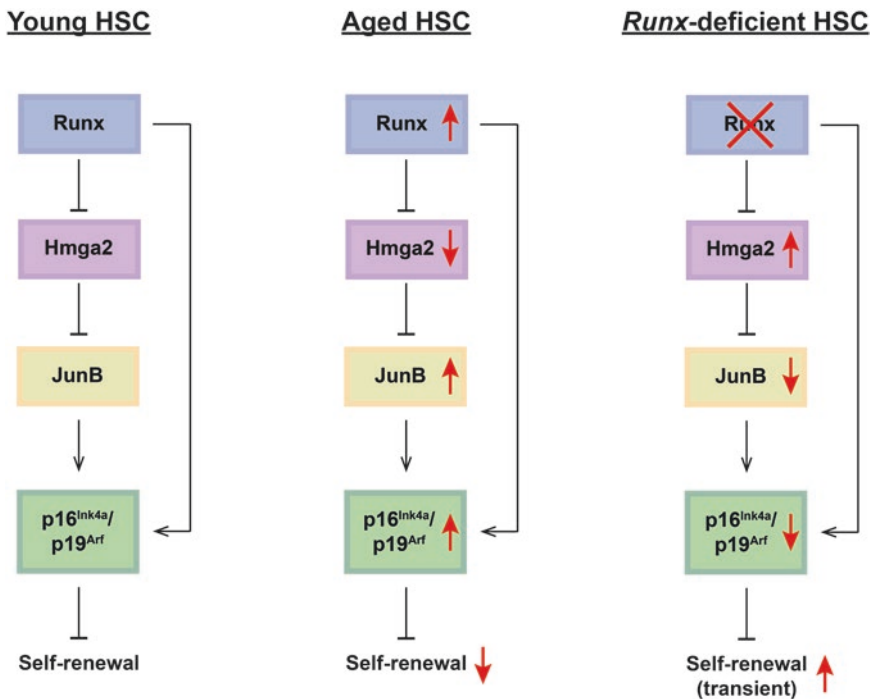 Young HSC
Aged HSC
Runx-deficient HSC
Runx
Runx
Runx
Hmga2
Hmga2
Hmga2
JunB
JunB
JunB
p16Ink4a/
p19Arf
p16Ink4a/
p19Arf
p16Ink4a/
p19Arf
Self-renewal
Self-renewal
Self-renewal
(transient)